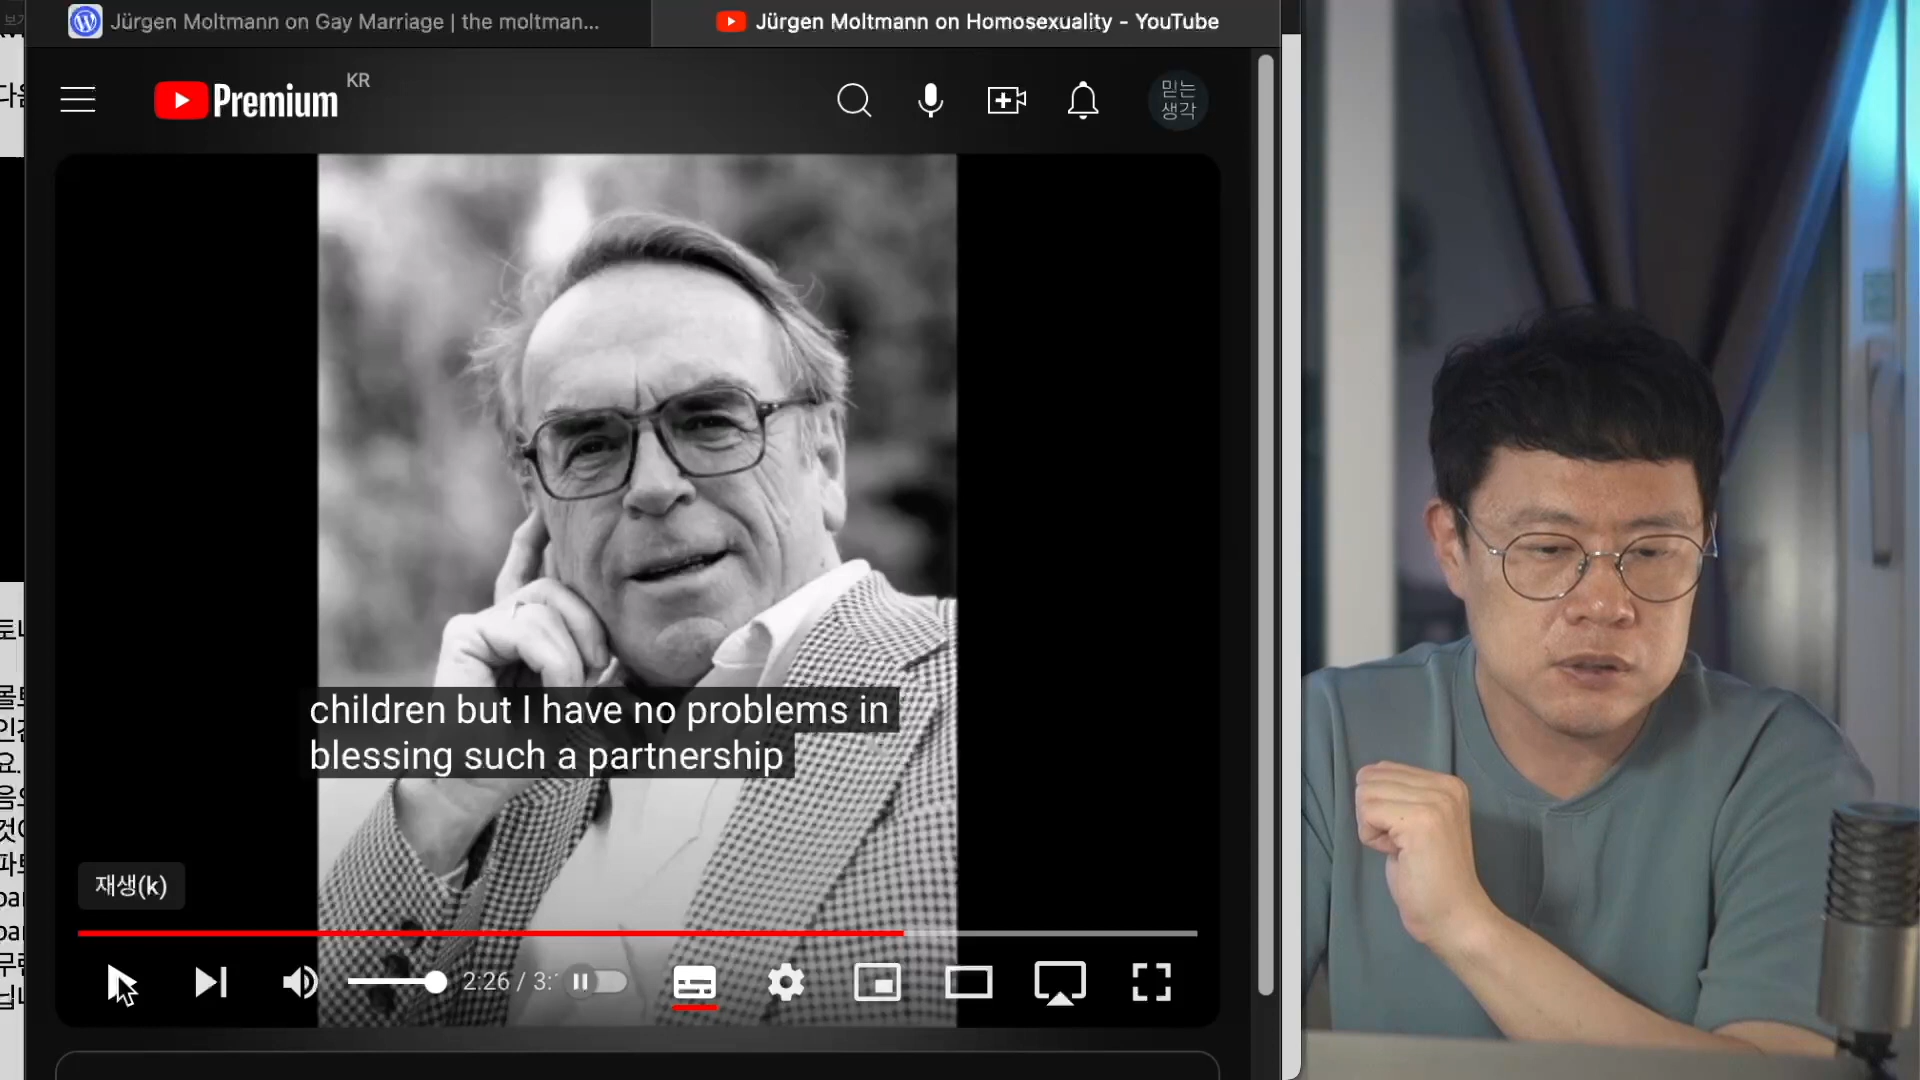 Jürgen Moltmann on Gay Marriage | the moltman...
Jürgen Moltmann on Homosexuality - YouTube
Premium KR
믿는
생각
children but I have no problems in
blessing such a partnership
재생(k)
2:26 / 3: